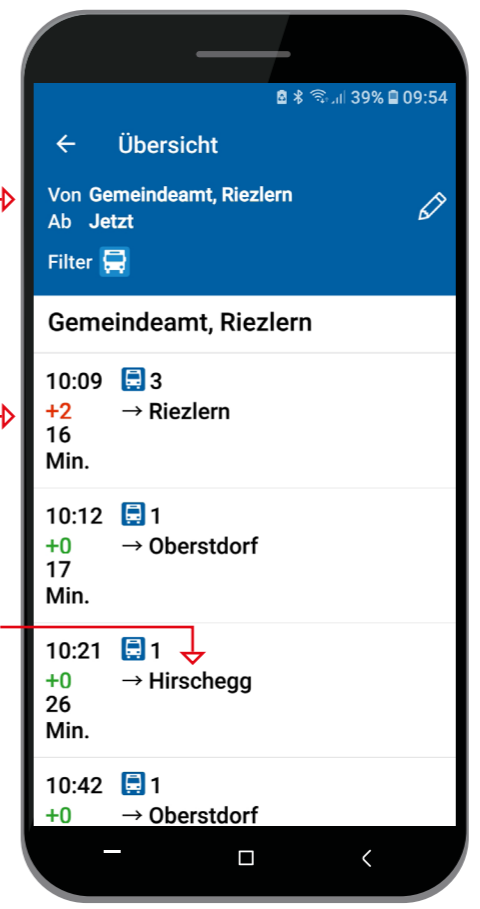 39% 09:54
← Übersicht
Von Gemeindeamt, Riezlern
Ab Jetzt
Filter
Gemeindeamt, Riezlern
10:09 3
+2 → Riezlern
16
Min.
10:12 1
+0 → Oberstdorf
17
Min.
10:21 1
+0 → Hirschegg
26
Min.
10:42 1
+0 → Oberstdorf